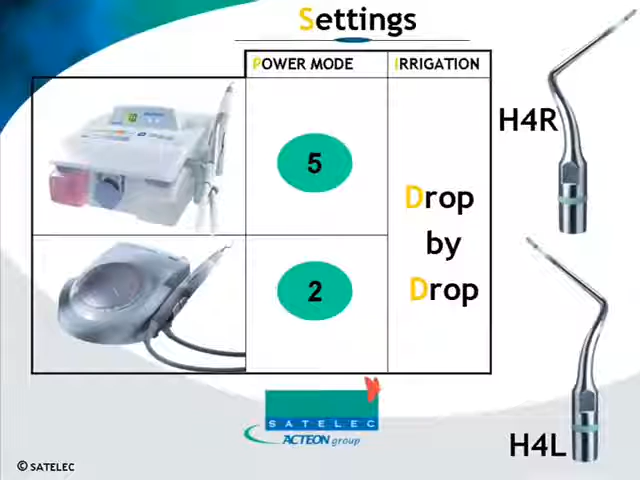 Settings
POWER MODE
IRRIGATION
H4R
5
Drop
by
Drop
2
SATELEC
ACTEON group
H4L
© SATELEC